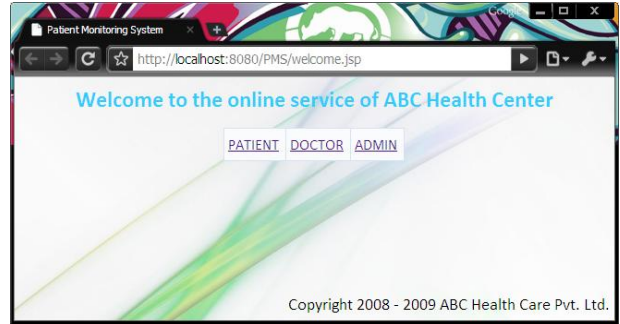 Google
Patient Monitoring System
http://localhost:8080/PMS/welcome.jsp
Welcome to the online service of ABC Health Center
PATIENT DOCTOR ADMIN
Copyright 2008 - 2009 ABC Health Care Pvt. Ltd.